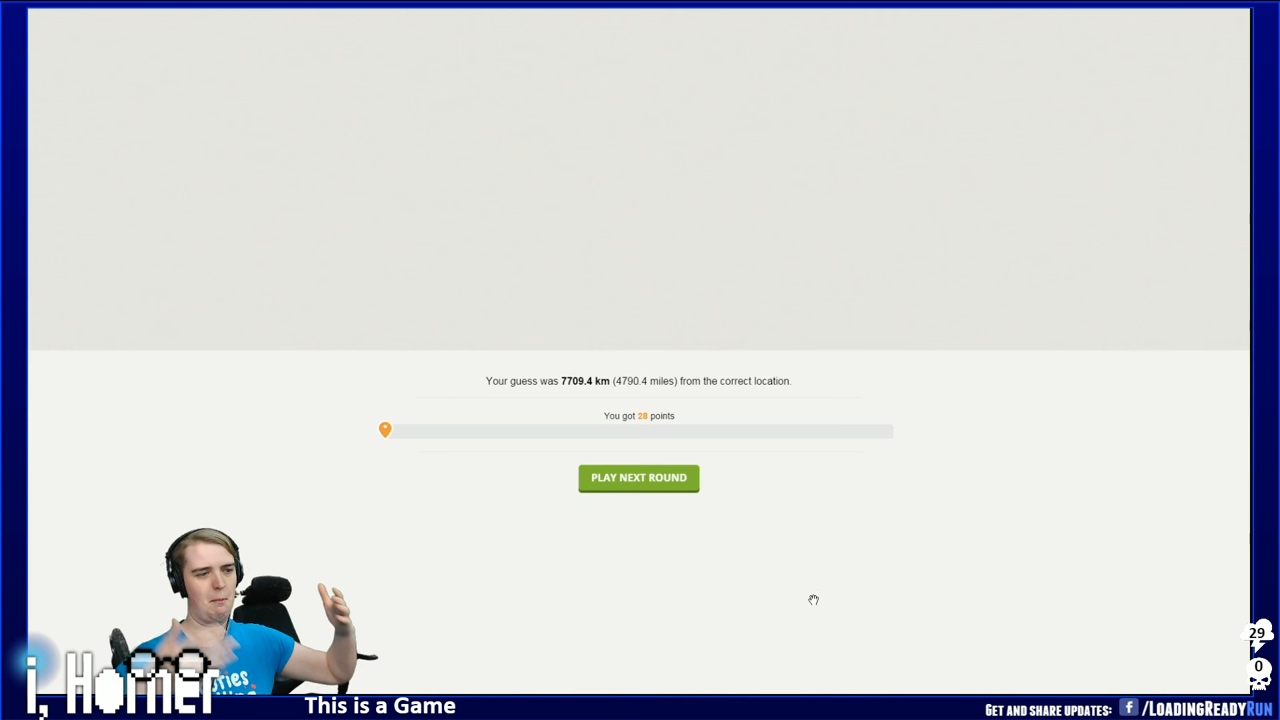 Your guess was 7709.4 km (4790.4 miles) from the correct location.
You got 28 points
PLAY NEXT ROUND
29
0
i, Horner
This is a Game
GET AND SHARE UPDATES: f /LOADINGREADYRUN